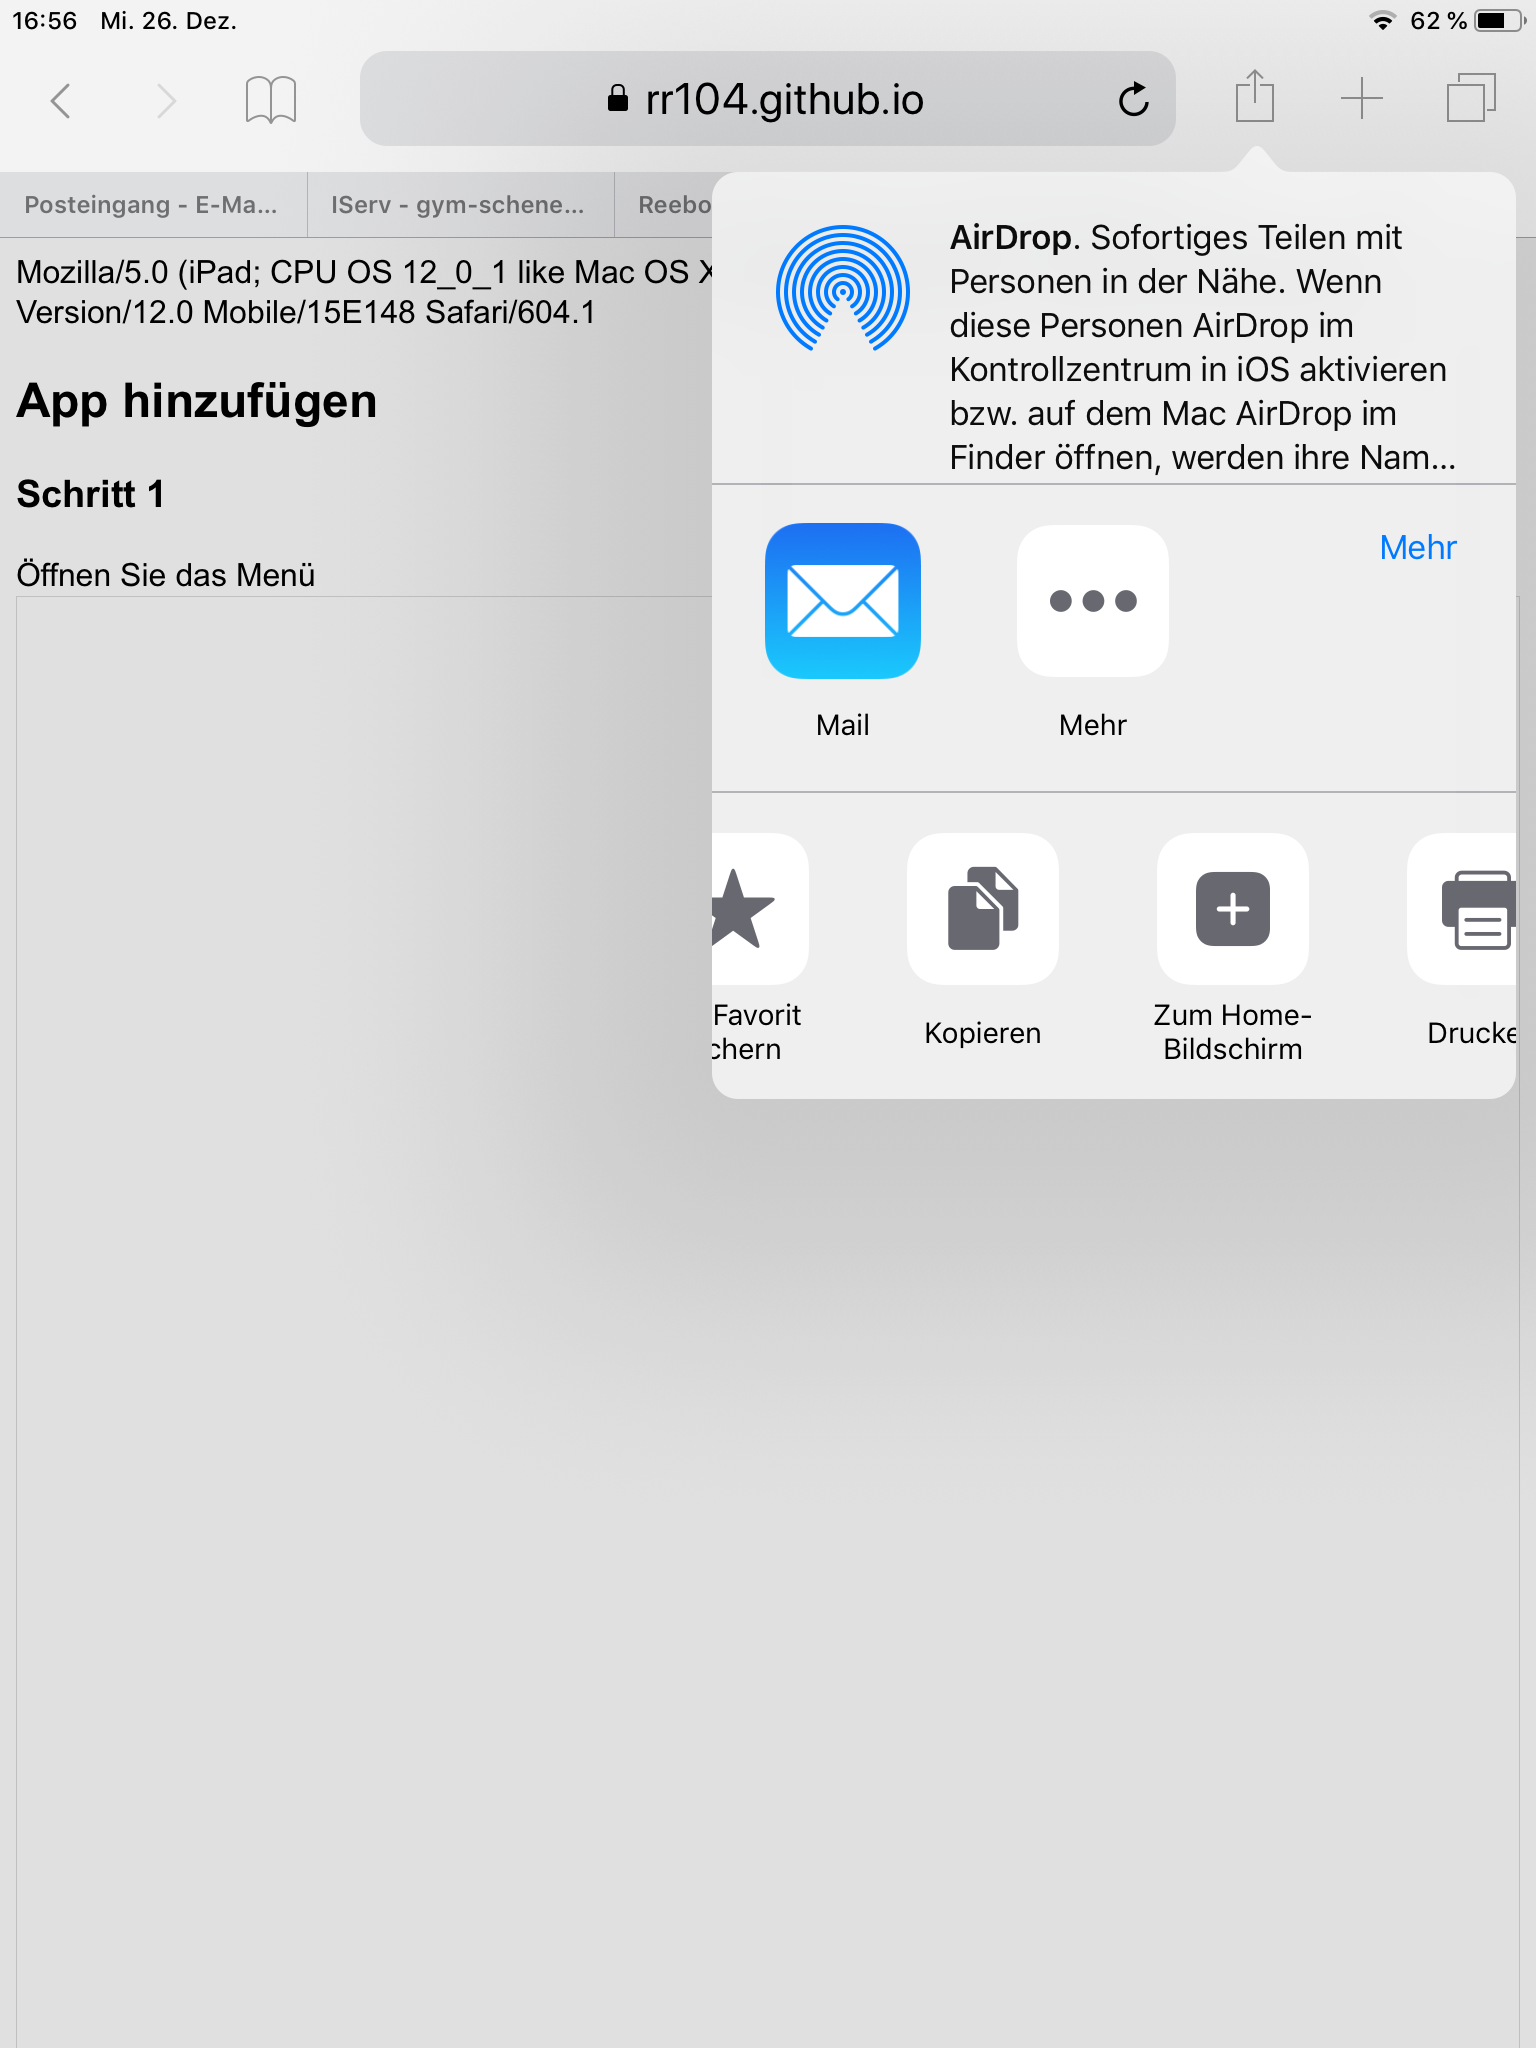 16:56 Mi. 26. Dez.
62 %
rr104.github.io
Posteingang - E-Ma...
IServ - gym-schene...
Reebo
Mozilla/5.0 (iPad; CPU OS 12_0_1 like Mac OS X
Version/12.0 Mobile/15E148 Safari/604.1
App hinzufügen
Schritt 1
Öffnen Sie das Menü
AirDrop. Sofortiges Teilen mit
Personen in der Nähe. Wenn
diese Personen AirDrop im
Kontrollzentrum in iOS aktivieren
bzw. auf dem Mac AirDrop im
Finder öffnen, werden ihre Nam...
Mehr
Mail
Mehr
Favorit
chern
Kopieren
Zum Home-
Bildschirm
Drucke